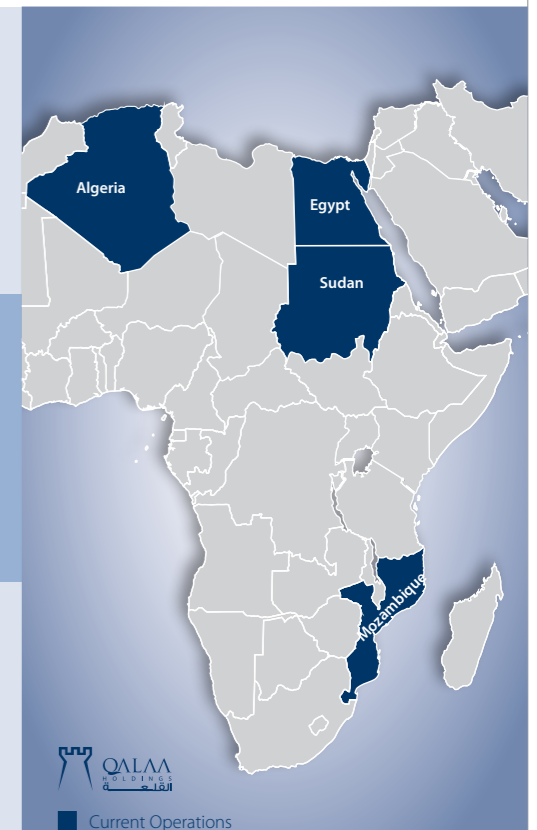 Algeria
Egypt
Sudan
Mozambique
QALAA
HOLDINGS
القلعة
Current Operations